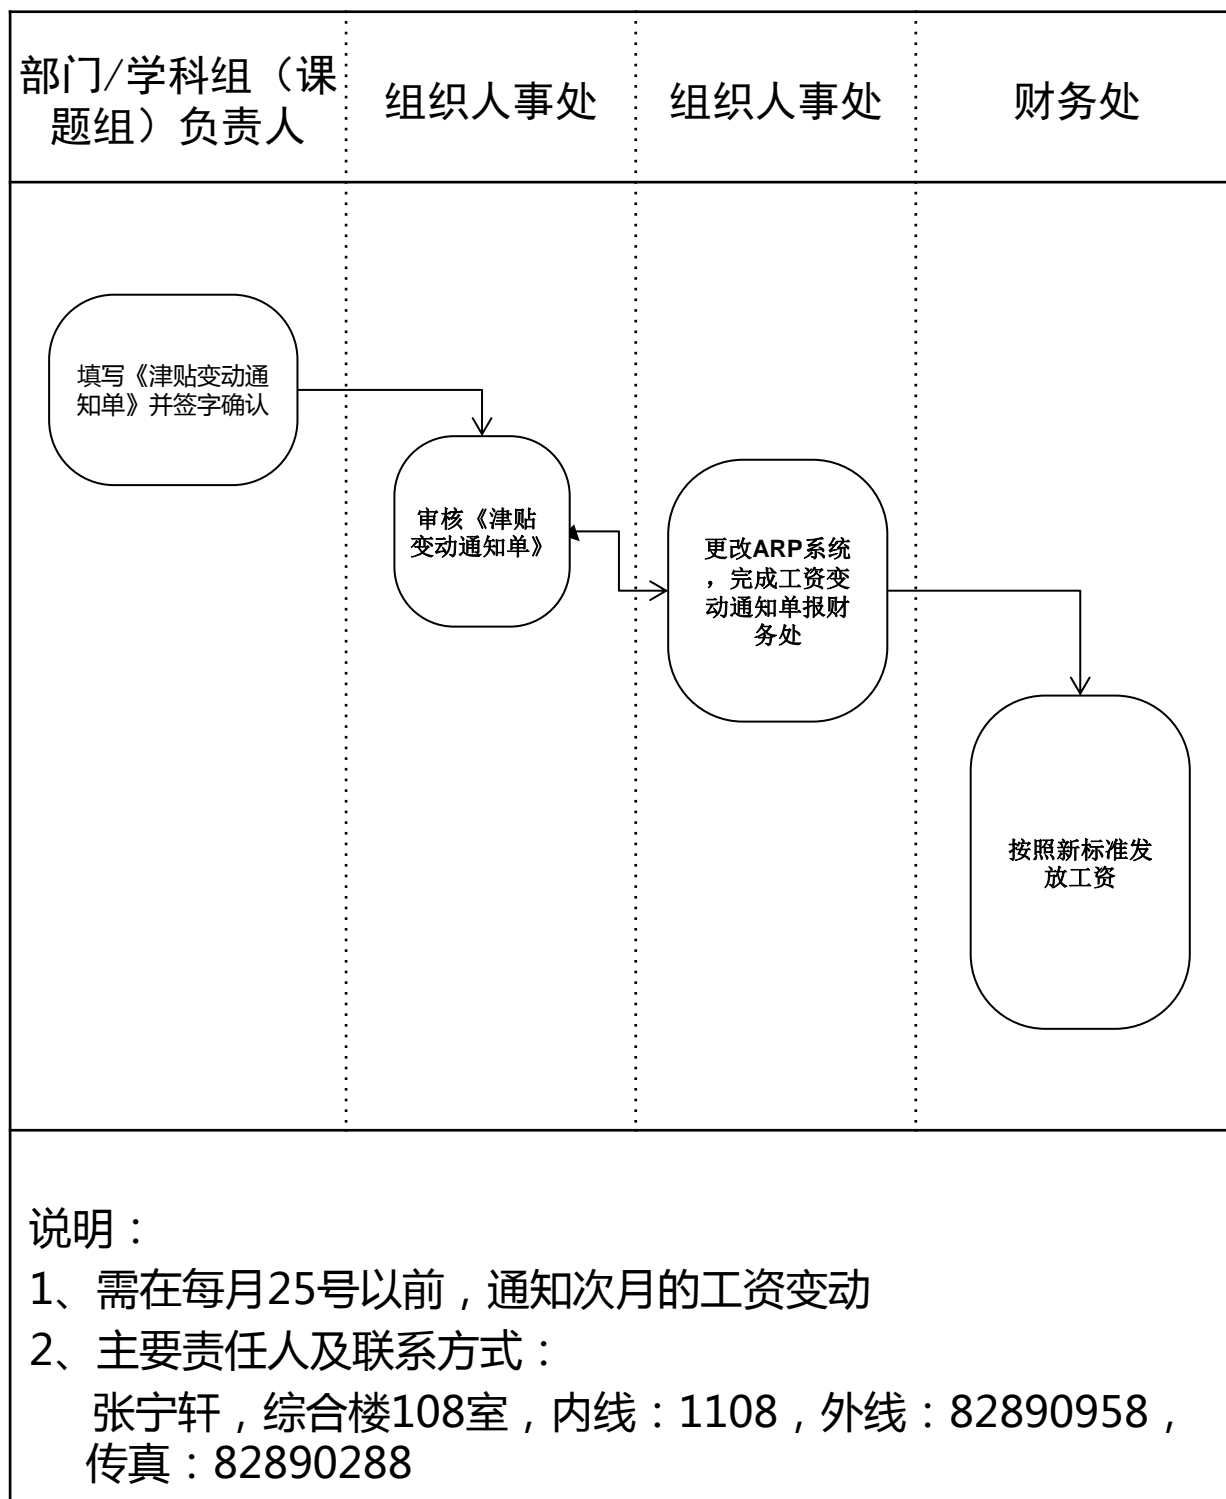 部门/学科组（课
题组）负责人
组织人事处
组织人事处
财务处
填写《津贴变动通
知单》并签字确认
审核《津贴
变动通知单》
更改ARP系统
，完成工资变
动通知单报财
务处
按照新标准发
放工资
说明：
1、需在每月25号以前，通知次月的工资变动
2、主要责任人及联系方式：
张宁轩，综合楼108室，内线：1108，外线：82890958，
传真：82890288